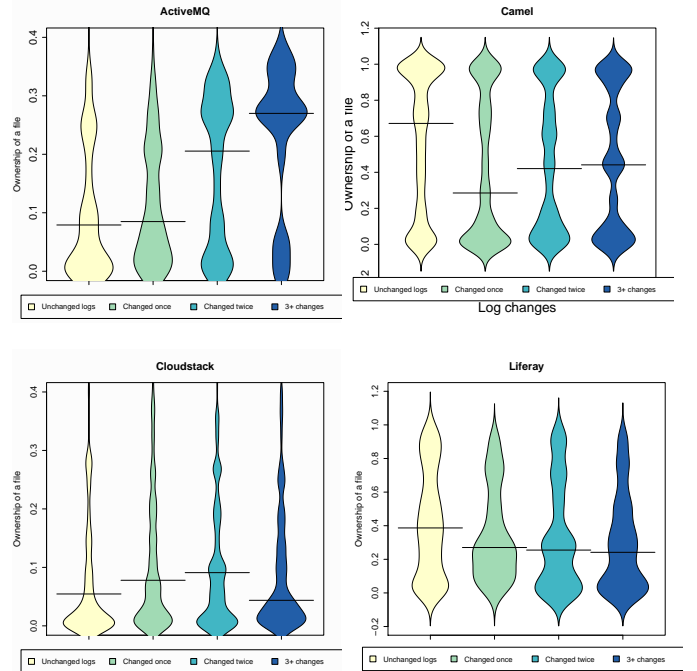 ActiveMQ
Ownership of a file
0.4
0.3
0.2
0.1
0.0
Unchanged logs Changed once Changed twice 3+ changes
Camel
Ownership of a file
1.2
1.0
0.8
0.6
0.4
0.2
0.0
2
Unchanged logs Changed once Changed twice 3+ changes
Log changes
Cloudstack
Ownership of a file
0.4
0.3
0.2
0.1
0.0
Unchanged logs Changed once Changed twice 3+ changes
Liferay
Ownership of a file
1.2
1.0
0.8
0.6
0.4
0.2
0.0
−0.2
Unchanged logs Changed once Changed twice 3+ changes